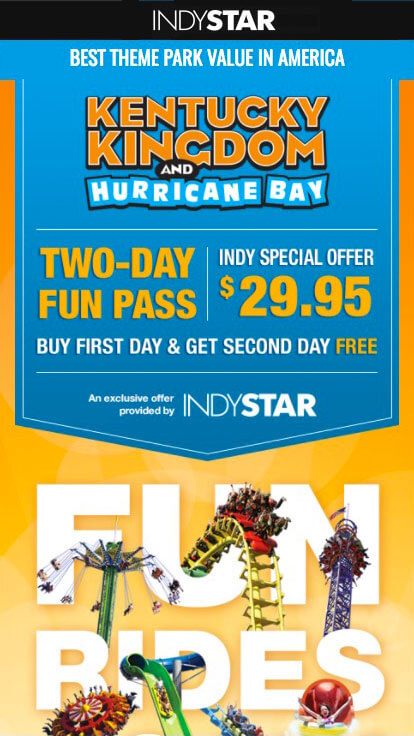 INDYSTAR
BEST THEME PARK VALUE IN AMERICA
KENTUCKY
KINGDOM
AND
HURRICANE BAY
TWO-DAY
FUN PASS
INDY SPECIAL OFFER
$29.95
BUY FIRST DAY & GET SECOND DAY FREE
An exclusive offer
provided by INDYSTAR
FUN
RIDES